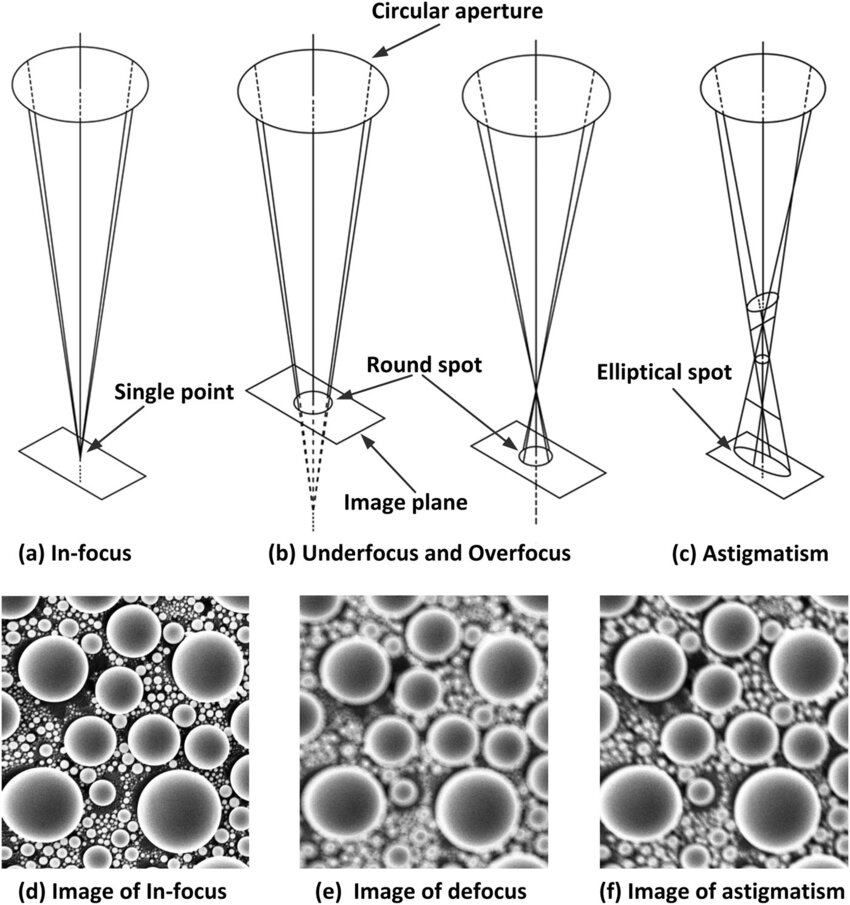 Circular aperture
Single point
Round spot
Image plane
Elliptical spot
(a) In-focus
(b) Underfocus and Overfocus
(c) Astigmatism
(d) Image of In-focus
(e) Image of defocus
(f) Image of astigmatism